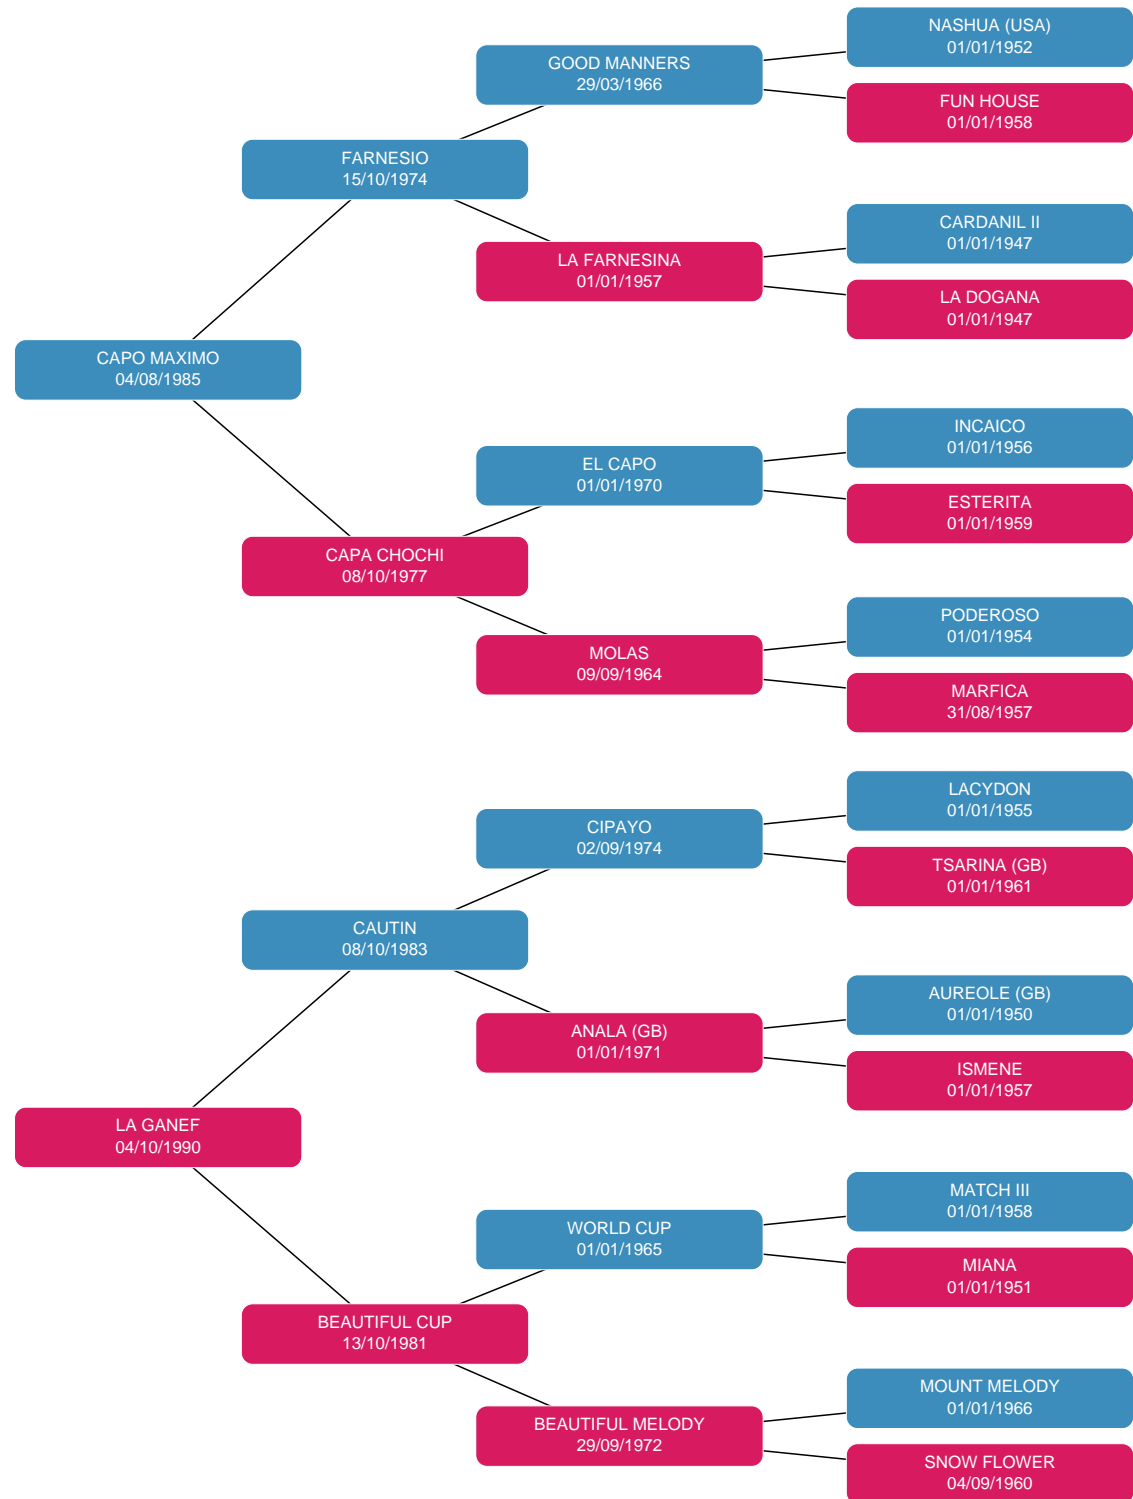 NASHUA (USA)
01/01/1952
GOOD MANNERS
29/03/1966
FUN HOUSE
01/01/1958
FARNESIO
15/10/1974
CARDANIL II
01/01/1947
LA FARNESINA
01/01/1957
LA DOGANA
01/01/1947
CAPO MAXIMO
04/08/1985
INCAICO
01/01/1956
EL CAPO
01/01/1970
ESTERITA
01/01/1959
CAPA CHOCHI
08/10/1977
PODEROSO
01/01/1954
MOLAS
09/09/1964
MARFICA
31/08/1957
LACYDON
01/01/1955
CIPAYO
02/09/1974
TSARINA (GB)
01/01/1961
CAUTIN
08/10/1983
AUREOLE (GB)
01/01/1950
ANALA (GB)
01/01/1971
ISMENE
01/01/1957
LA GANEF
04/10/1990
MATCH III
01/01/1958
WORLD CUP
01/01/1965
MIANA
01/01/1951
BEAUTIFUL CUP
13/10/1981
MOUNT MELODY
01/01/1966
BEAUTIFUL MELODY
29/09/1972
SNOW FLOWER
04/09/1960